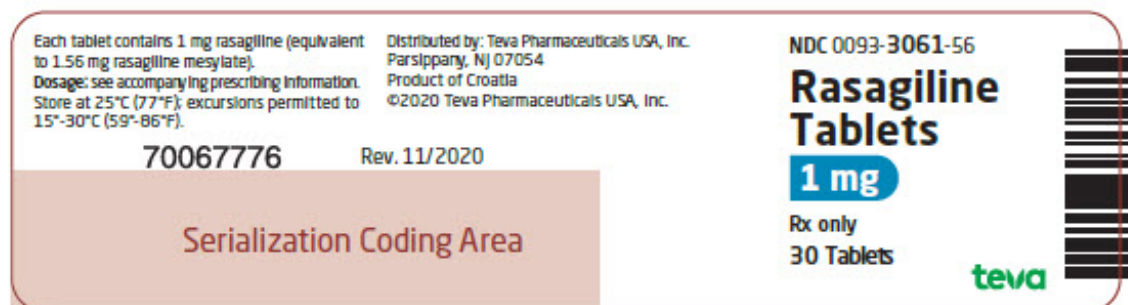 Each tablet contains 1 mg rasagiline (equivalent
to 1.56 mg rasagiline mesylate).
Dosage: see accompanying prescribing information.
Store at 25°C (77°F); excursions permitted to
15°-30°C (59°-86°F).
70067776
Distributed by: Teva Pharmaceuticals USA, Inc.
Parsippany, NJ 07054
Product of Croatia
©2020 Teva Pharmaceuticals USA, Inc.
Rev. 11/2020
Serialization Coding Area
NDC 0093-3061-56
Rasagiline
Tablets
1 mg
Rx only
30 Tablets
teva